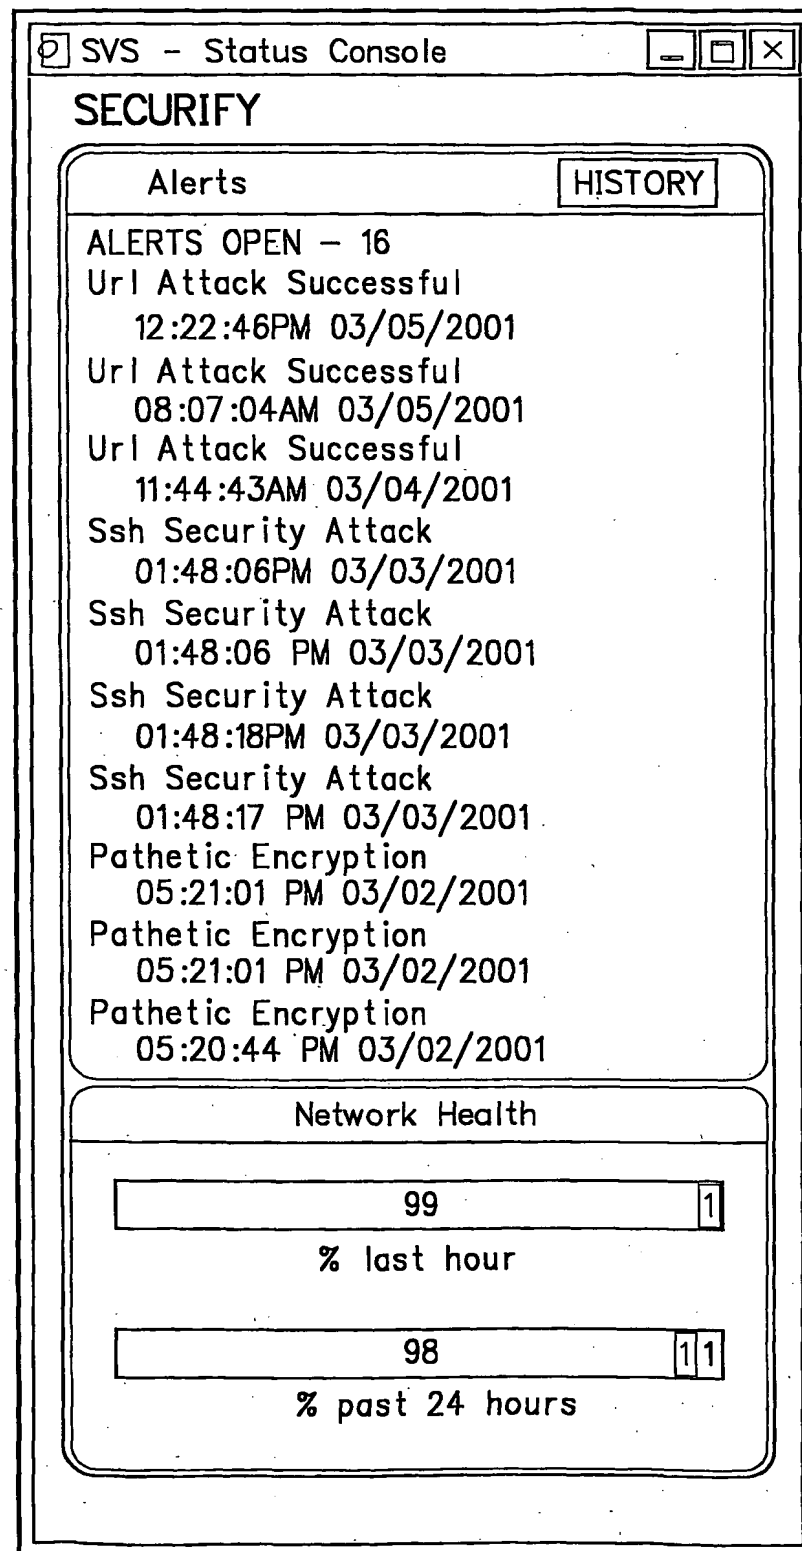 SVS - Status Console
SECURIFY
Alerts HISTORY
ALERTS OPEN - 16
Url Attack Successful
12:22:46PM 03/05/2001
Url Attack Successful
08:07:04AM 03/05/2001
Url Attack Successful
11:44:43AM 03/04/2001
Ssh Security Attack
01:48:06PM 03/03/2001
Ssh Security Attack
01:48:06 PM 03/03/2001
Ssh Security Attack
01:48:18PM 03/03/2001
Ssh Security Attack
01:48:17 PM 03/03/2001
Pathetic Encryption
05:21:01 PM 03/02/2001
Pathetic Encryption
05:21:01 PM 03/02/2001
Pathetic Encryption
05:20:44 PM 03/02/2001
Network Health
99 1
% last hour
98 1 1
% past 24 hours